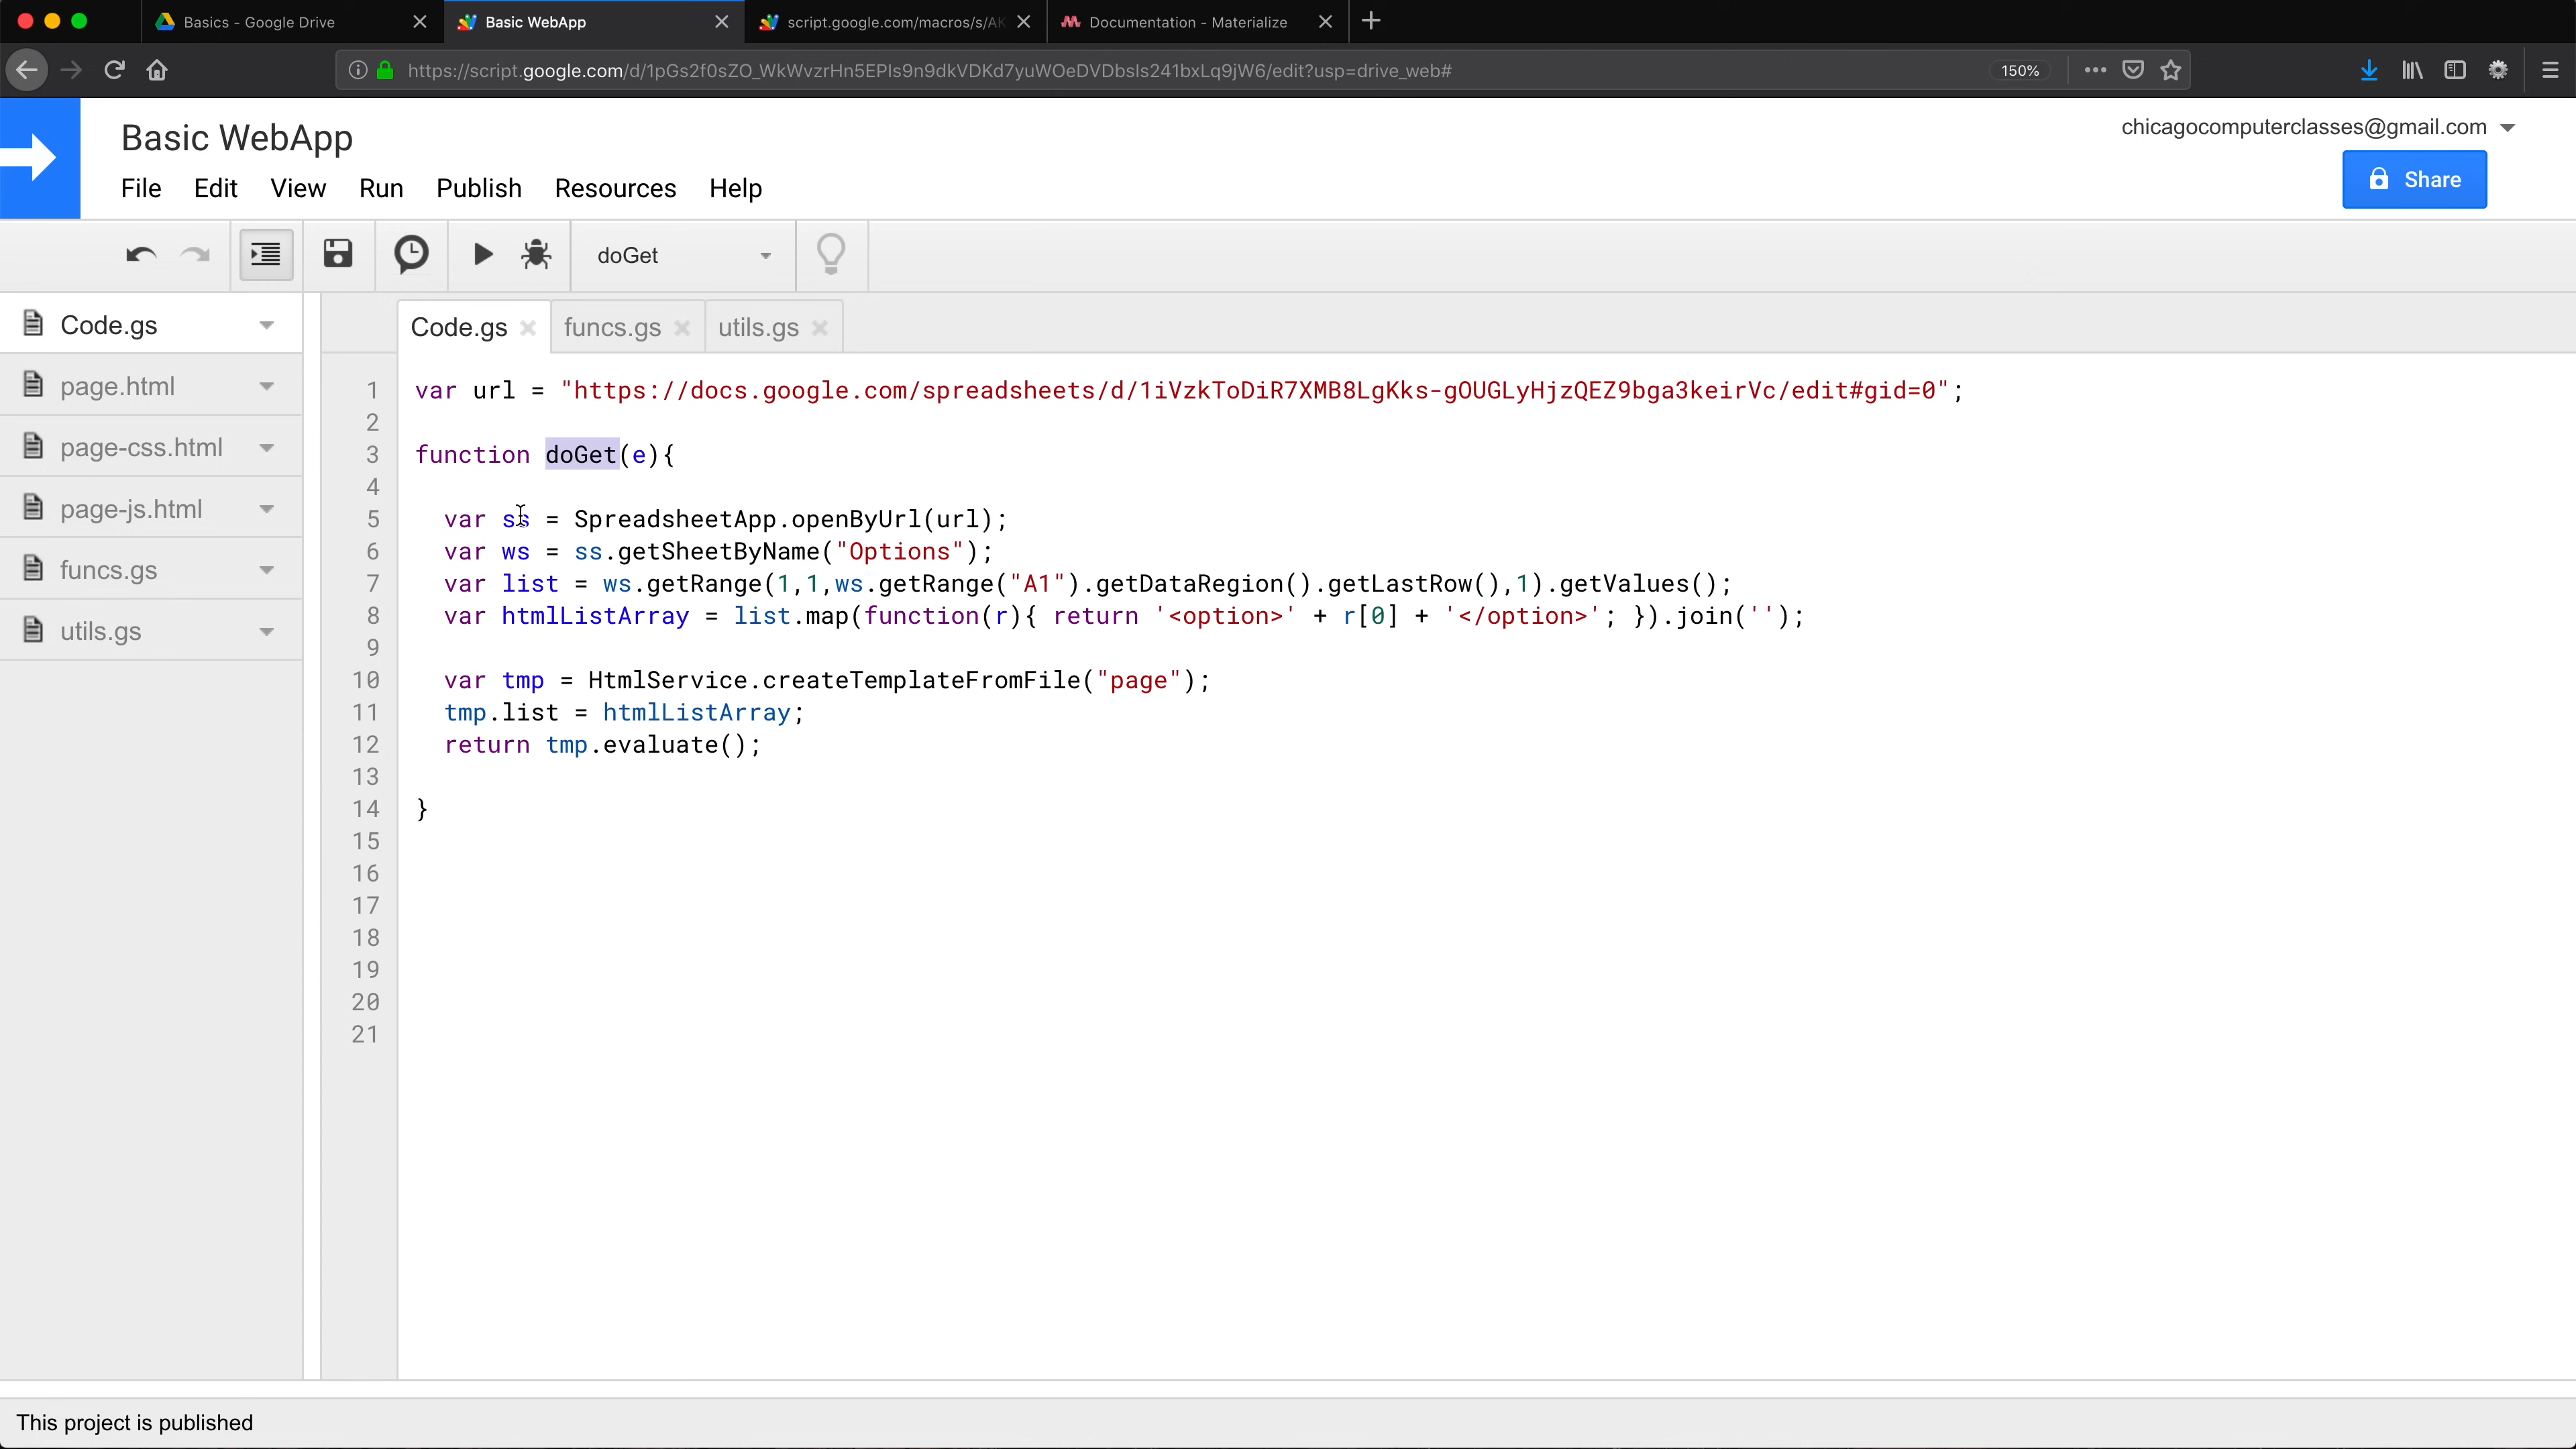 Basics - Google Drive
Basic WebApp
script.google.com/macros/s/AK
Documentation - Materialize
https://script.google.com/d/1pGs2f0sZO_WkWvzrHn5EPIs9n9dkVDKd7yuWOeDVDbsIs241bxLq9jW6/edit?usp=drive_web#
150%
Basic WebApp
chicagocomputerclasses@gmail.com
File Edit View Run Publish Resources Help
Share
doGet
Code.gs
page.html
page-css.html
page-js.html
funcs.gs
utils.gs
Code.gs funcs.gs utils.gs
1 var url = "https://docs.google.com/spreadsheets/d/1iVzkToDiR7XMB8LgKks-gOUGLyHjzQEZ9bga3keirVc/edit#gid=0";
2
3 function doGet(e){
4
5 var ss = SpreadsheetApp.openByUrl(url);
6 var ws = ss.getSheetByName("Options");
7 var list = ws.getRange(1,1,ws.getRange("A1").getDataRegion().getLastRow(),1).getValues();
8 var htmlListArray = list.map(function(r){ return '<option>' + r[0] + '</option>'; }).join('');
9
10 var tmp = HtmlService.createTemplateFromFile("page");
11 tmp.list = htmlListArray;
12 return tmp.evaluate();
13
14 }
15
16
17
18
19
20
21
This project is published